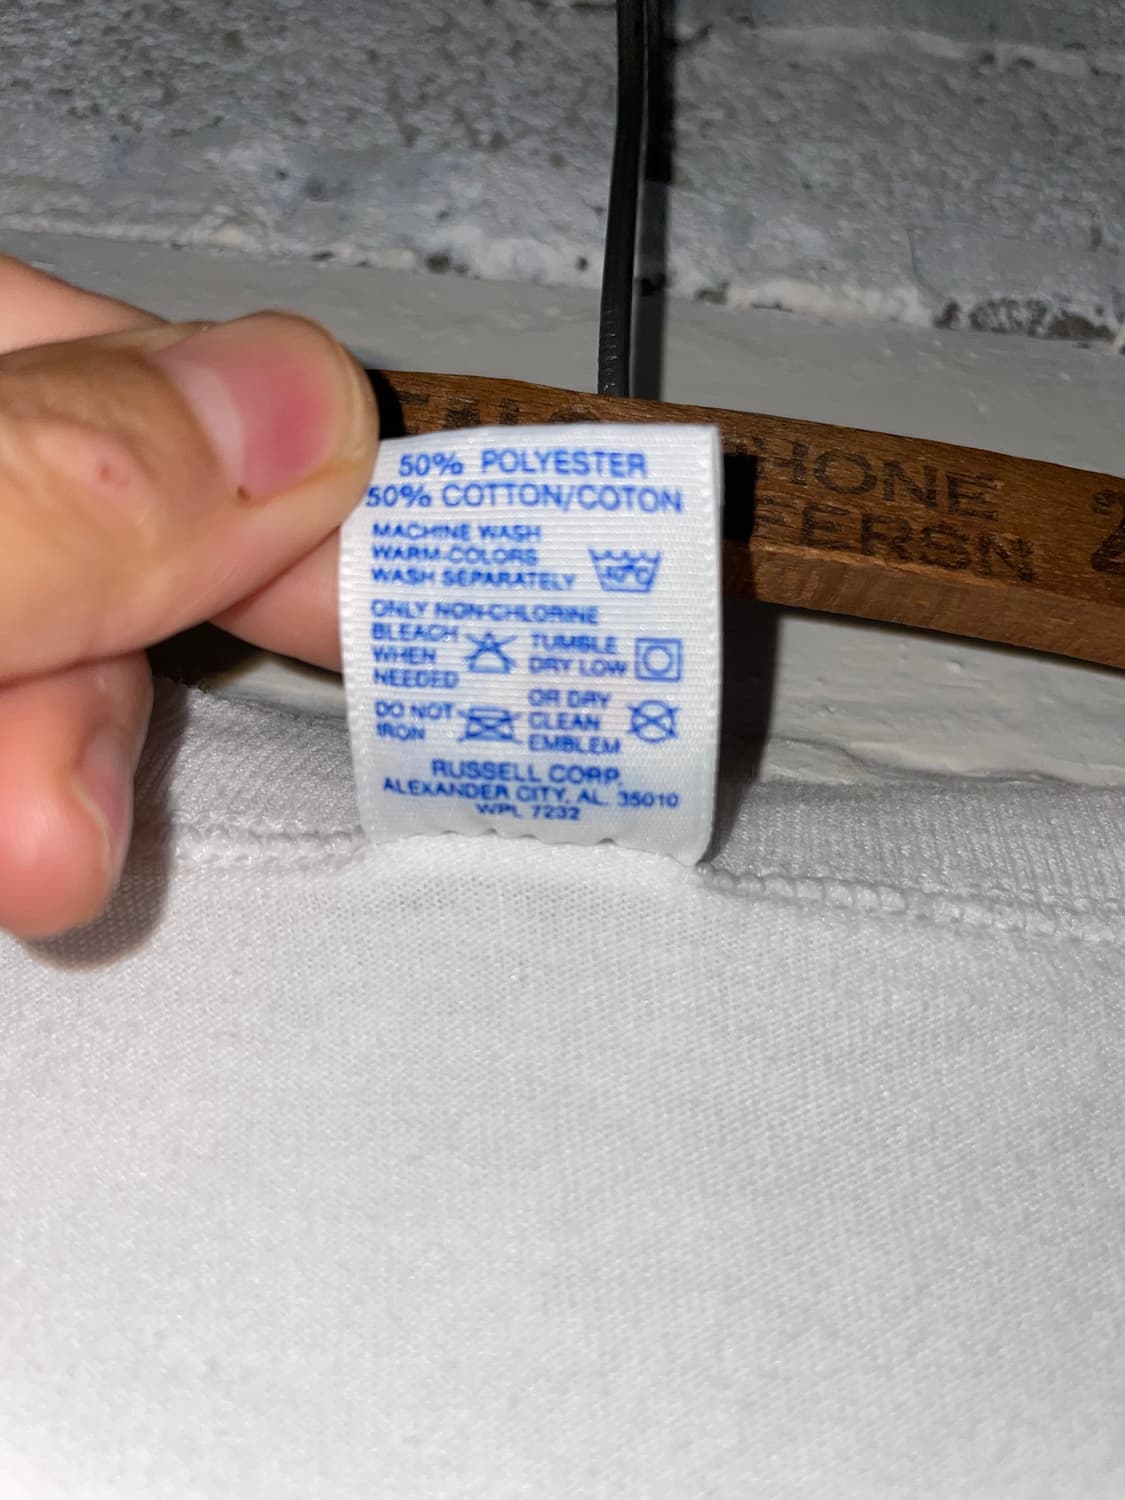 50% POLYESTER
50% COTTON/COTON
MACHINE WASH
WARM-COLORS
WASH SEPARATELY
ONLY NON-CHLORINE
BLEACH
WHEN
NEEDED
TUMBLE
DRY LOW
DO NOT
IRON
OR DRY
CLEAN
EMBLEM
RUSSELL CORP.
ALEXANDER CITY, AL. 35010
WPL 7232
HONE